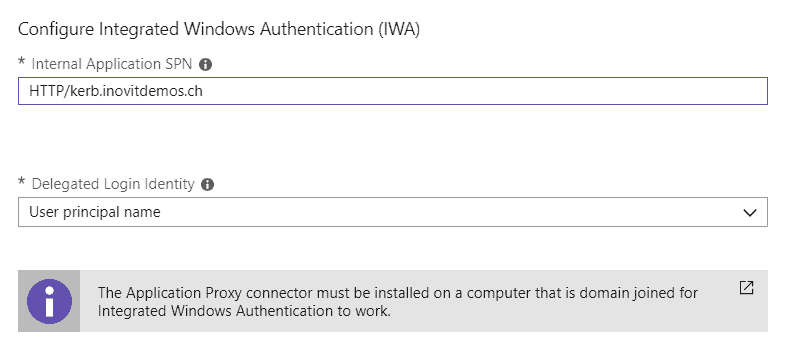 Configure Integrated Windows Authentication (IWA)
* Internal Application SPN
HTTP/kerb.inovitdemos.ch
* Delegated Login Identity
User principal name
The Application Proxy connector must be installed on a computer that is domain joined for
Integrated Windows Authentication to work.